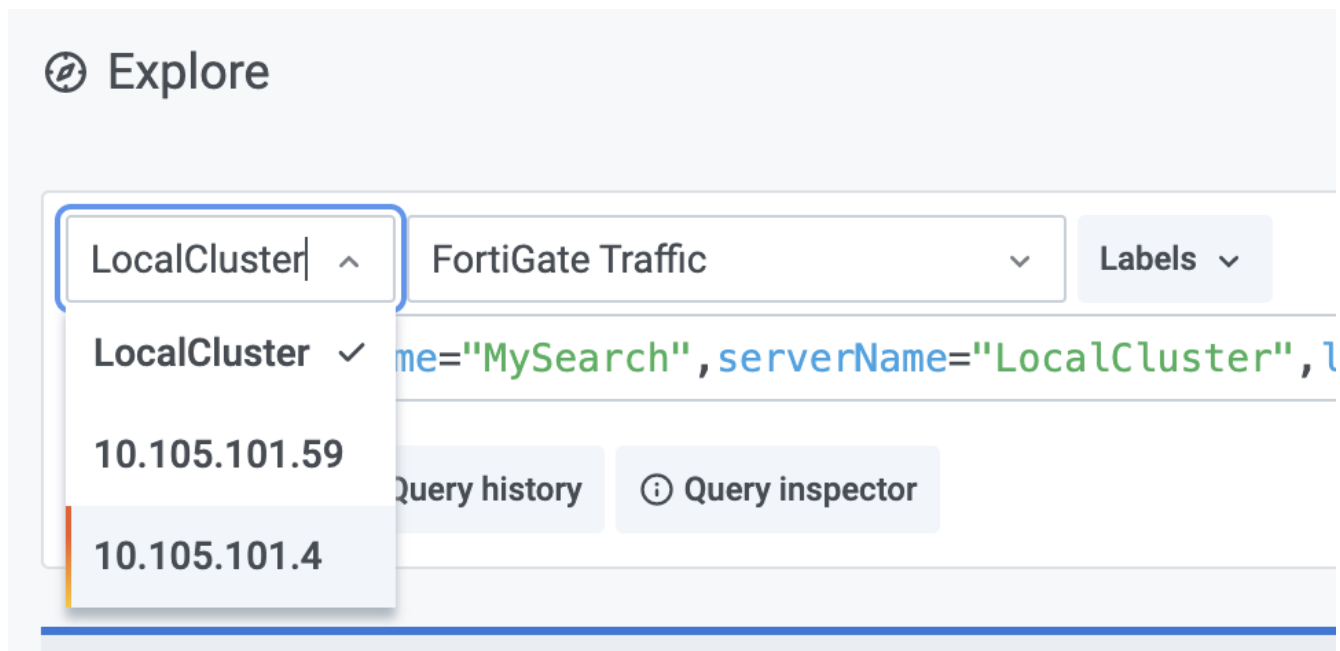 Explore
LocalCluster FortiGate Traffic Labels
LocalCluster
me="MySearch",serverName="LocalCluster",l
10.105.101.59
Query history Query inspector
10.105.101.4